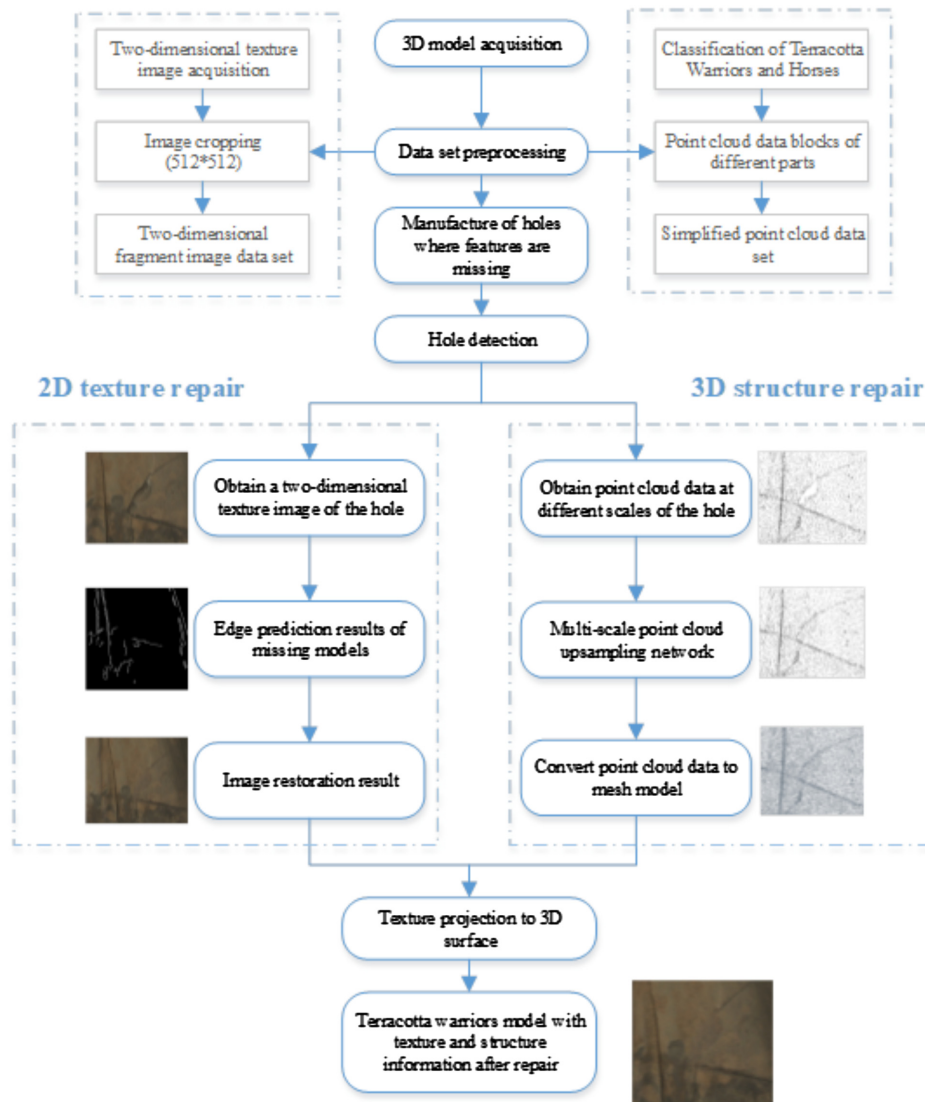 Two-dimensional texture
image acquisition
Image cropping
(512*512)
Two-dimensional
fragment image data set
3D model acquisition
Data set preprocessing
Manufacture of holes
where features are
missing
Hole detection
Classification of Terracotta
Warriors and Horses
Point cloud data blocks of
different parts
Simplified point cloud data
set
2D texture repair
Obtain a two-dimensional
texture image of the hole
Edge prediction results of
missing models
Image restoration result
3D structure repair
Obtain point cloud data at
different scales of the hole
Multi-scale point cloud
upsampling network
Convert point cloud data to
mesh model
Texture projection to 3D
surface
Terracotta warriors model with
texture and structure
information after repair